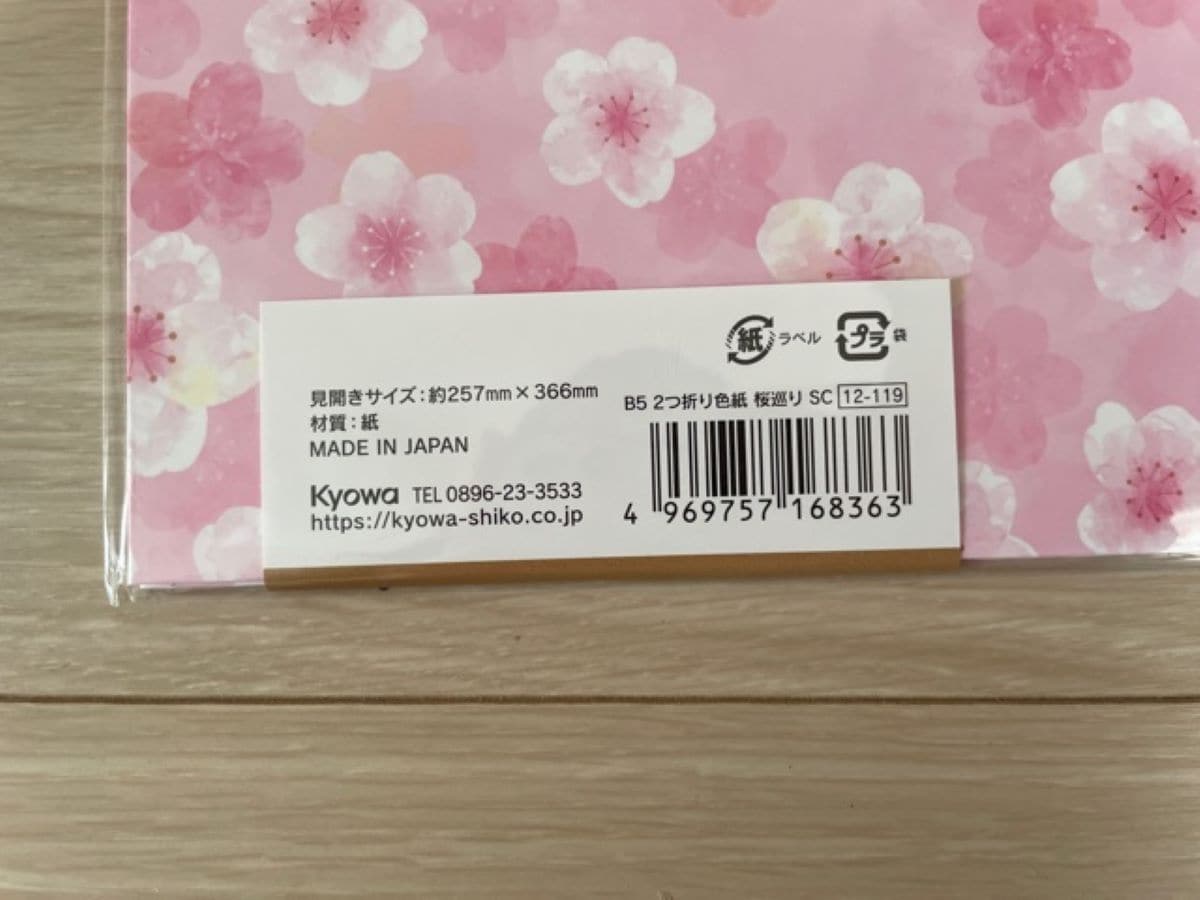 紙 ラベル プラ 袋
見開きサイズ：約257mm×366mm
材質：紙
MADE IN JAPAN
Kyowa TEL 0896-23-3533
https://kyowa-shiko.co.jp
B5 2つ折り色紙 桜巡り SC 12-119
4 969757 168363